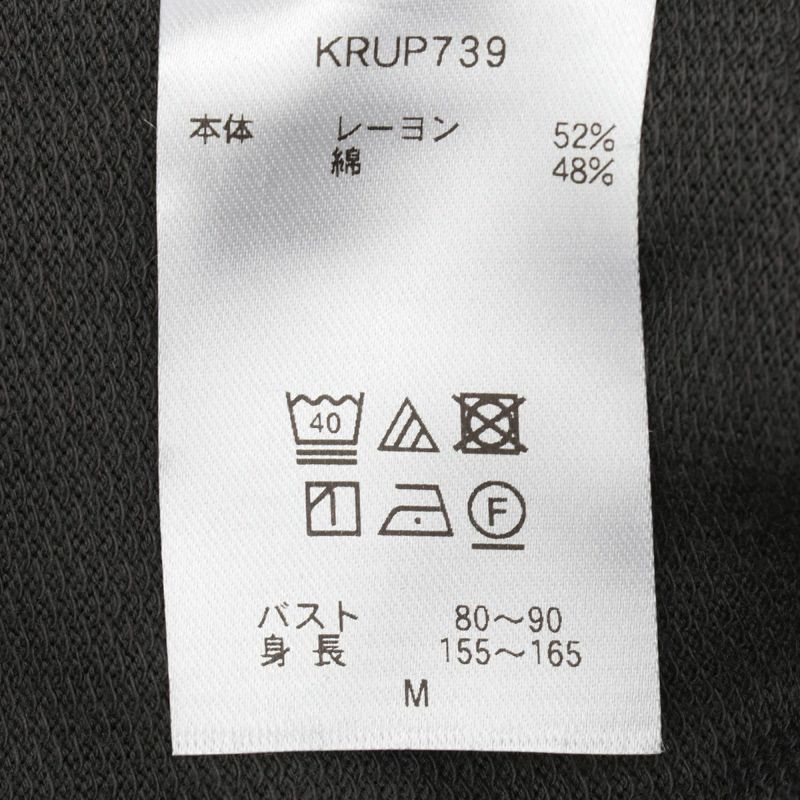 KRUP739
本体 レーヨン 52%
綿 48%
40
F
バスト 80～90
身長 155～165
M